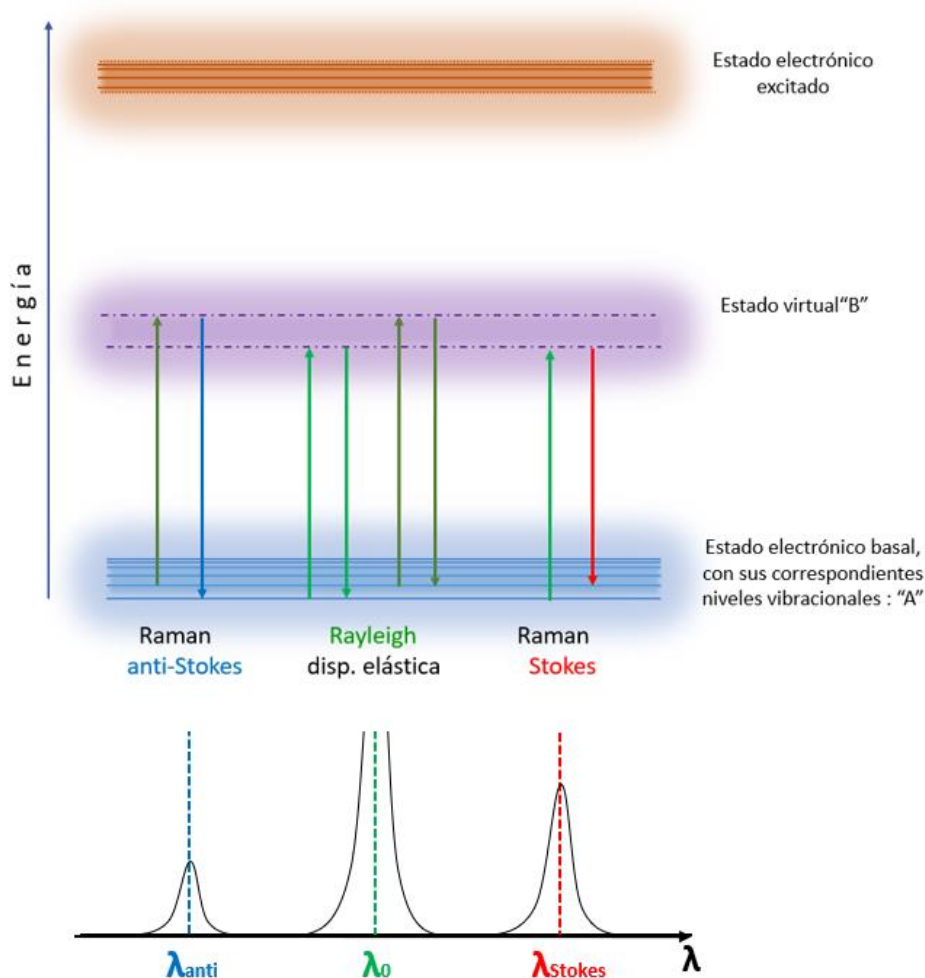 Estado electrónico
excitado
Energía
Estado virtual“B”
Estado electrónico basal,
con sus correspondientes
niveles vibracionales : “A”
Raman
anti-Stokes
Rayleigh
disp. elástica
Raman
Stokes
λanti
λ0
λStokes
λ